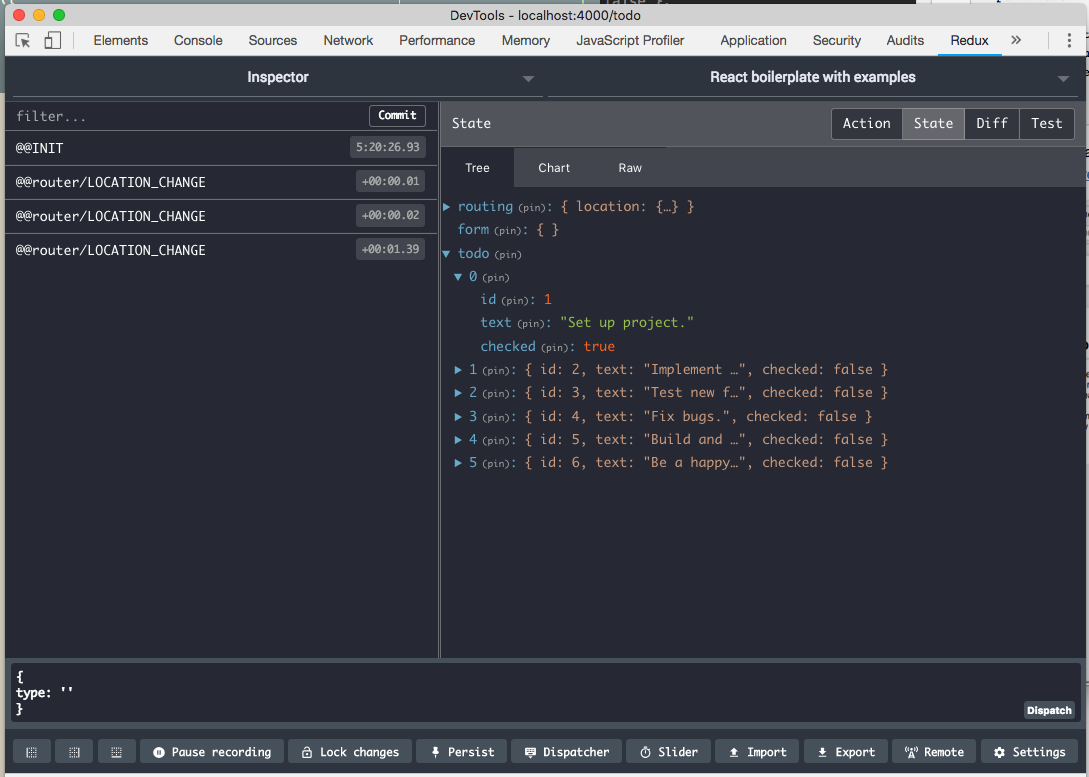 false },
DevTools - localhost:4000/todo
Elements Console Sources Network Performance Memory JavaScript Profiler Application Security Audits Redux »
Inspector React boilerplate with examples
filter... Commit
State Action State Diff Test
@@INIT 5:20:26.93
@@router/LOCATION_CHANGE +00:00.01
@@router/LOCATION_CHANGE +00:00.02
@@router/LOCATION_CHANGE +00:01.39
Tree Chart Raw
▶ routing (pin): { location: {…} }
form (pin): { }
▼ todo (pin)
▼ 0 (pin)
id (pin): 1
text (pin): "Set up project."
checked (pin): true
▶ 1 (pin): { id: 2, text: "Implement …", checked: false }
▶ 2 (pin): { id: 3, text: "Test new f…", checked: false }
▶ 3 (pin): { id: 4, text: "Fix bugs.", checked: false }
▶ 4 (pin): { id: 5, text: "Build and …", checked: false }
▶ 5 (pin): { id: 6, text: "Be a happy…", checked: false }
{
type: ''
}
Dispatch
Pause recording Lock changes Persist Dispatcher Slider Import Export Remote Settings